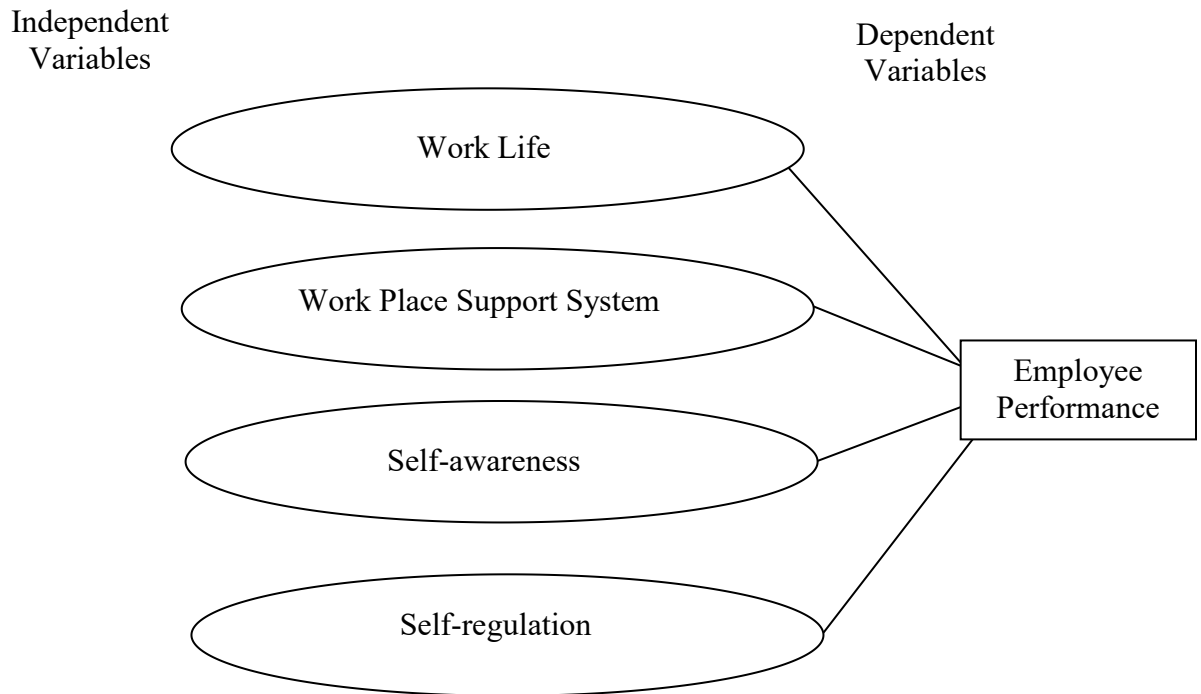 Independent
Variables
Dependent
Variables
Work Life
Work Place Support System
Employee
Performance
Self-awareness
Self-regulation